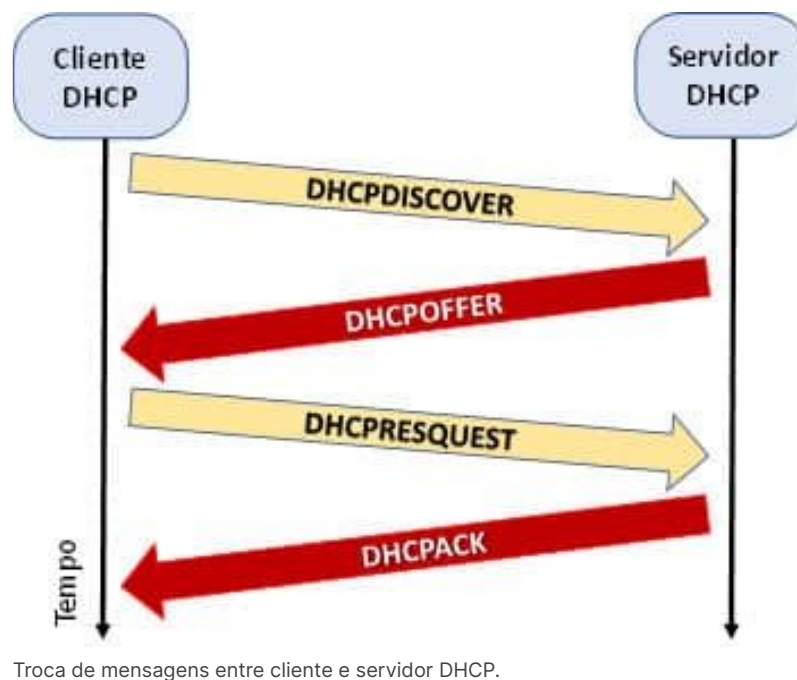 Cliente
DHCP
Servidor
DHCP
DHCPDISCOVER
DHCPOFFER
DHCPRESQUEST
DHCPACK
Tempo
Troca de mensagens entre cliente e servidor DHCP.